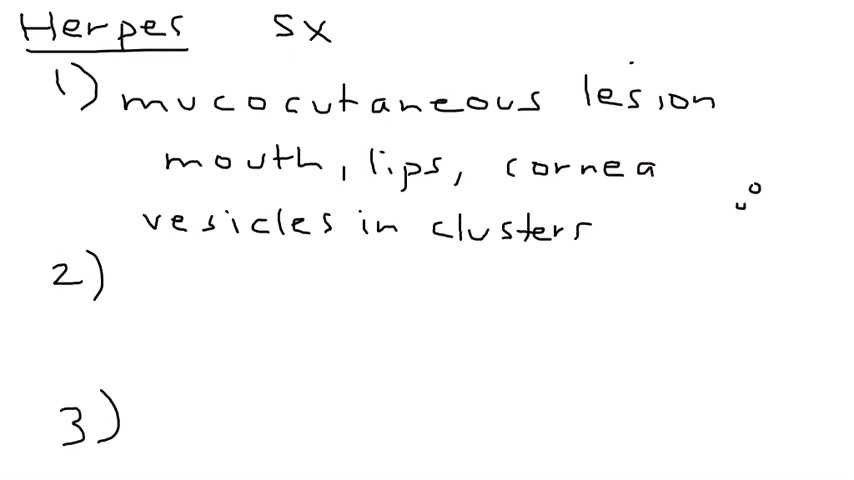 Herpes Sx
1) mucocutaneous lesion
mouth, lips, cornea
vesicles in clusters
2)
3)